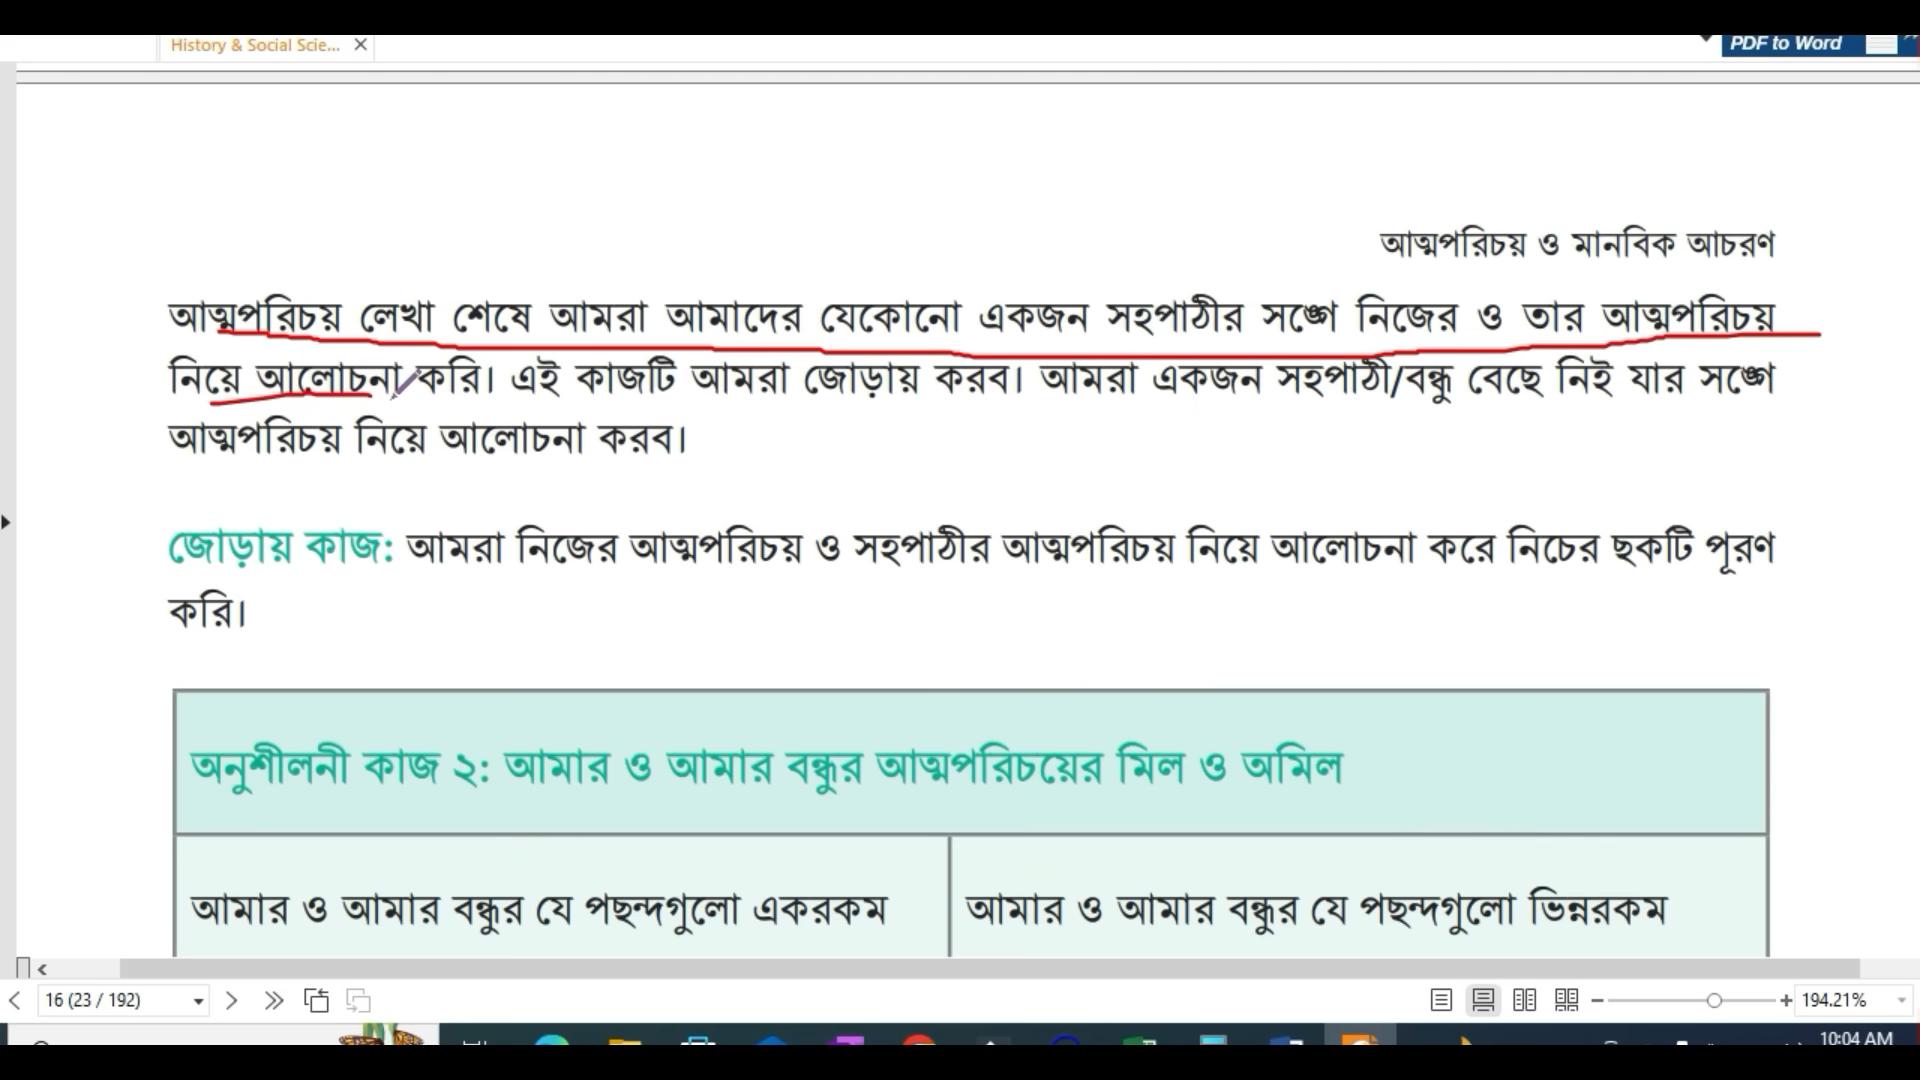 History & Social Scie...
PDF to Word
আত্মপরিচয় ও মানবিক আচরণ
আত্মপরিচয় লেখা শেষে আমরা আমাদের যেকোনো একজন সহপাঠীর সঙ্গে নিজের ও তার আত্মপরিচয়
নিয়ে আলোচনা করি। এই কাজটি আমরা জোড়ায় করব। আমরা একজন সহপাঠী/বন্ধু বেছে নিই যার সঙ্গে
আত্মপরিচয় নিয়ে আলোচনা করব।
জোড়ায় কাজ: আমরা নিজের আত্মপরিচয় ও সহপাঠীর আত্মপরিচয় নিয়ে আলোচনা করে নিচের ছকটি পূরণ
করি।
অনুশীলনী কাজ ২: আমার ও আমার বন্ধুর আত্মপরিচয়ের মিল ও অমিল
আমার ও আমার বন্ধুর যে পছন্দগুলো একরকম
আমার ও আমার বন্ধুর যে পছন্দগুলো ভিন্নরকম
16 (23 / 192)
194.21%
10:04 AM